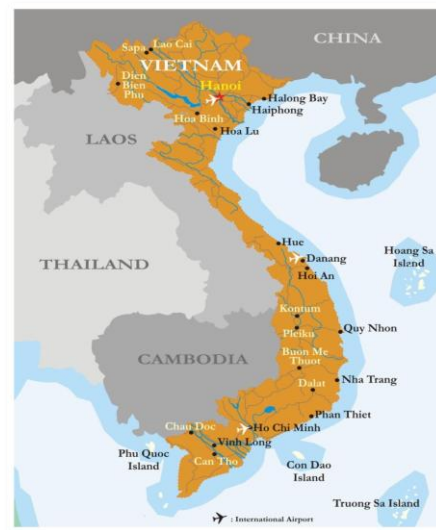 CHINA
Lao Cai
Sapa
VIETNAM
Hanoi
Dien
Bien
Phu
Halong Bay
Haiphong
Hoa Binh
Hoa Lu
LAOS
Hue
Danang
Hoi An
Hoang Sa
Island
THAILAND
Kontum
Pleiku
Quy Nhon
Buon Me
Thuot
CAMBODIA
Nha Trang
Dalat
Phan Thiet
Chau Doc
Ho Chi Minh
Vinh Long
Phu Quoc
Island
Can Tho
Con Dao
Island
Truong Sa Island
: International Airport